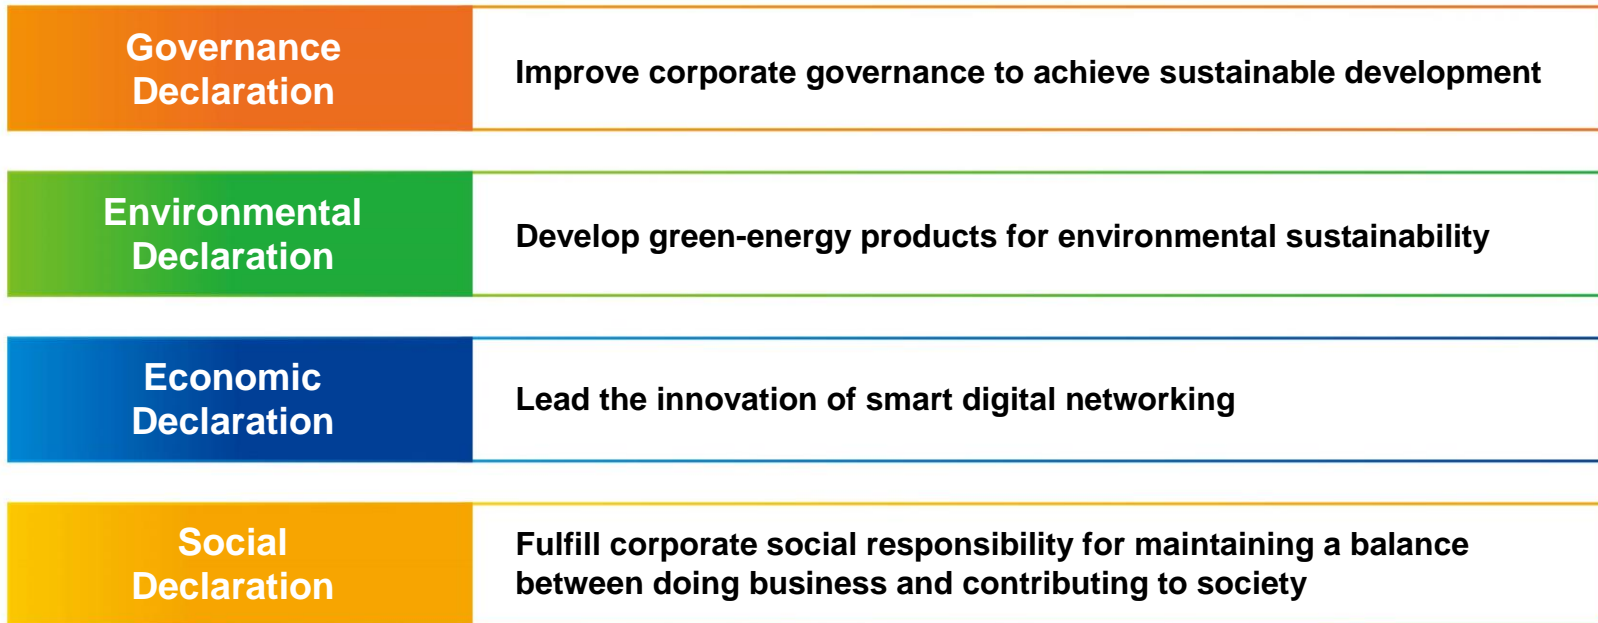 Governance
Declaration
Improve corporate governance to achieve sustainable development
Environmental
Declaration
Develop green-energy products for environmental sustainability
Economic
Declaration
Lead the innovation of smart digital networking
Social
Declaration
Fulfill corporate social responsibility for maintaining a balance
between doing business and contributing to society